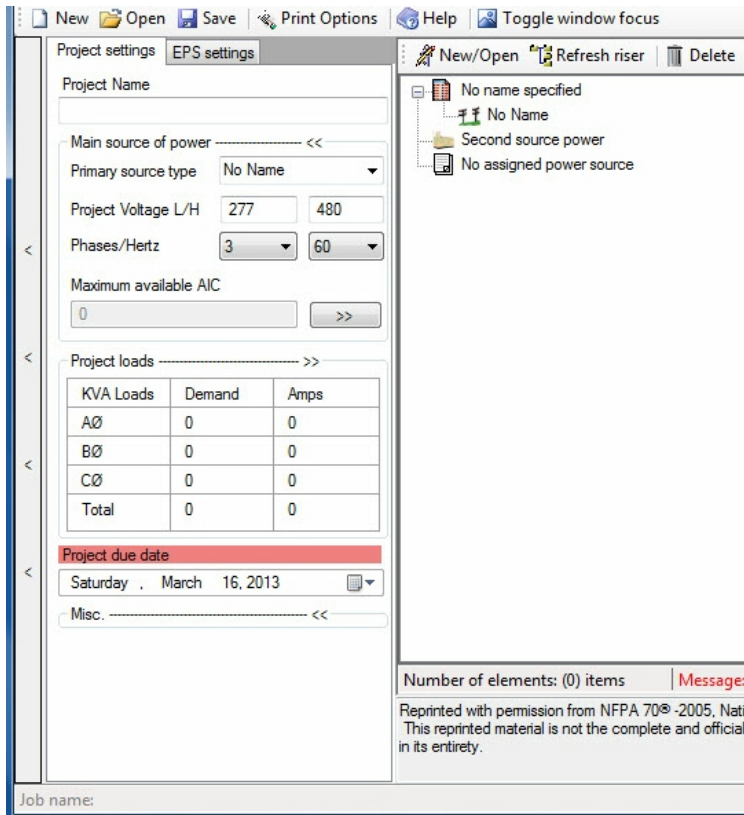 New Open Save Print Options Help Toggle window focus
Project settings EPS settings
Project Name
Main source of power <<
Primary source type No Name
Project Voltage L/H 277 480
Phases/Hertz 3 60
Maximum available AIC
0 >>
Project loads >>
KVA Loads Demand Amps
AØ 0 0
BØ 0 0
CØ 0 0
Total 0 0
Project due date
Saturday , March 16, 2013
Misc. <<
<
<
<
<
New/Open Refresh riser Delete
No name specified
No Name
Second source power
No assigned power source
Number of elements: (0) items Message:
Reprinted with permission from NFPA 70® -2005, Nati
This reprinted material is not the complete and official
in its entirety.
Job name: